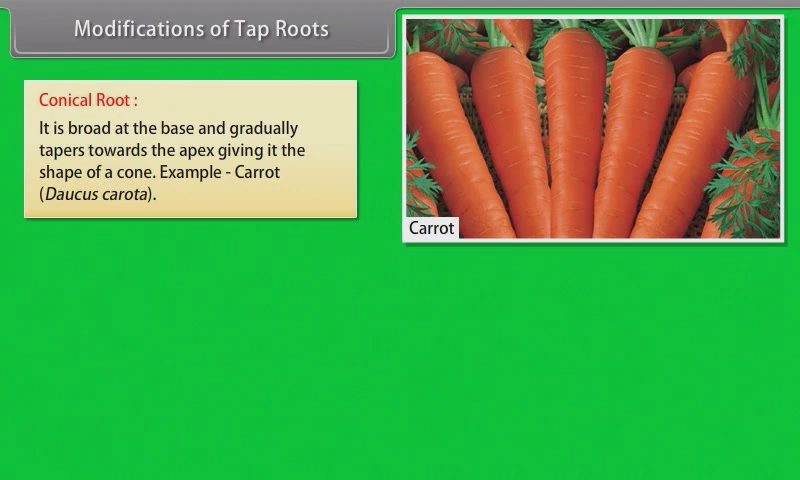 Modifications of Tap Roots
Conical Root :
It is broad at the base and gradually
tapers towards the apex giving it the
shape of a cone. Example - Carrot
(Daucus carota).
Carrot